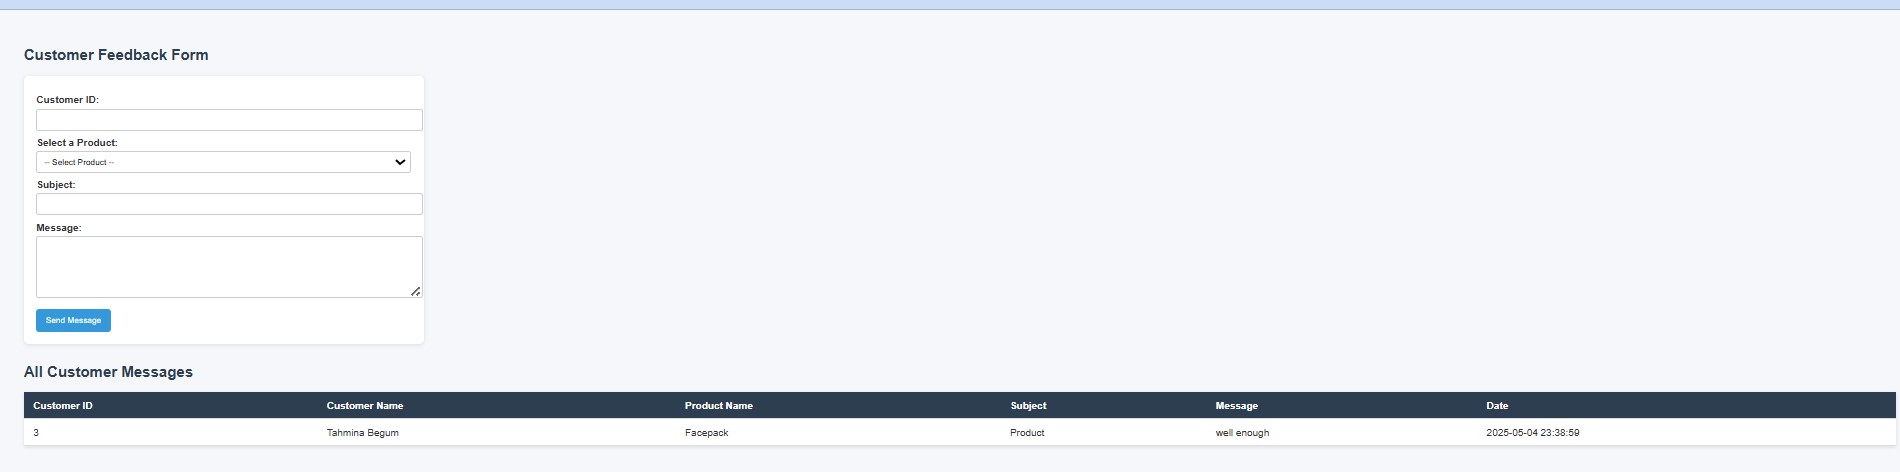 Customer Feedback Form
Customer ID:
Select a Product:
-- Select Product --
Subject:
Message:
Send Message
All Customer Messages
Customer ID Customer Name Product Name Subject Message Date
3 Tahmina Begum Facepack Product well enough 2025-05-04 23:38:59